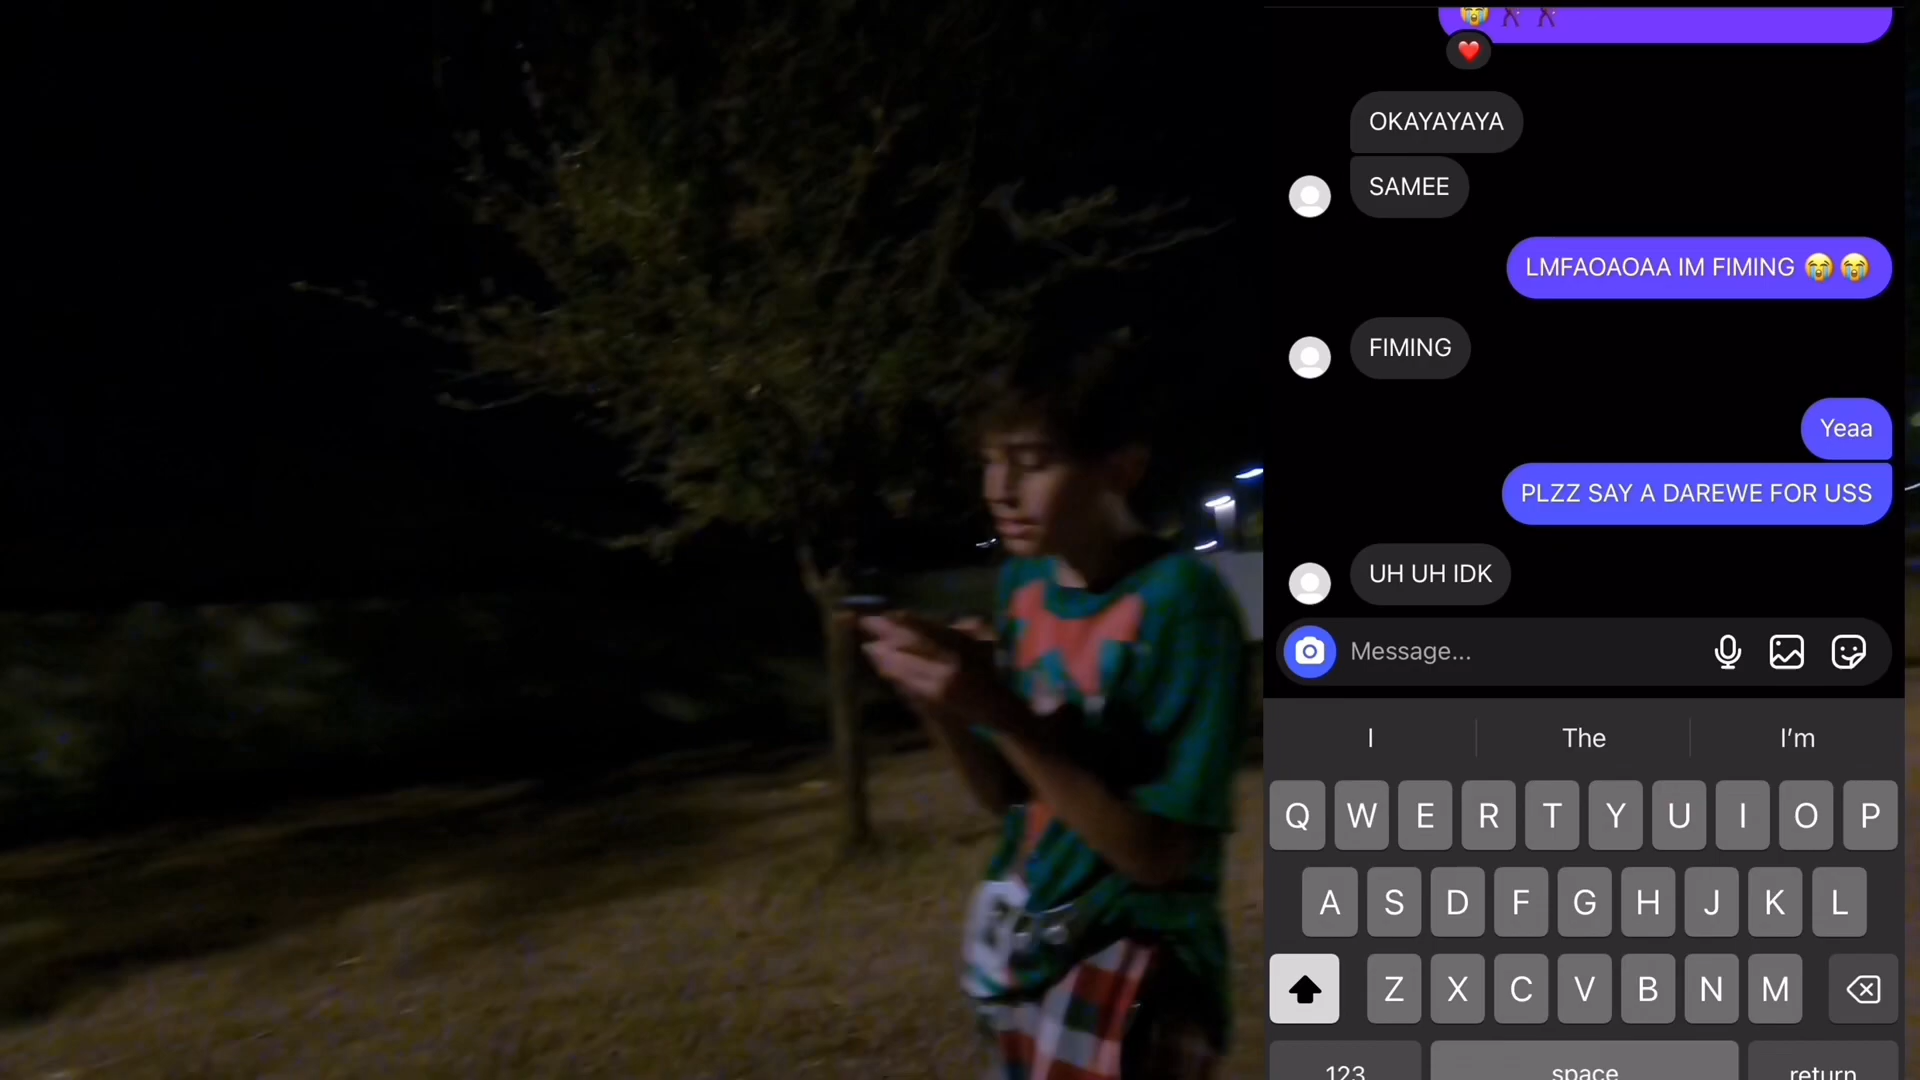 😭
❤️
OKAYAYAYA
SAMEE
LMFAOAOAA IM FIMING 😭😭
FIMING
Yeaa
PLZZ SAY A DAREWE FOR USS
UH UH IDK
Message...
I The I’m
Q W E R T Y U I O P
A S D F G H J K L
Z X C V B N M
123 space return